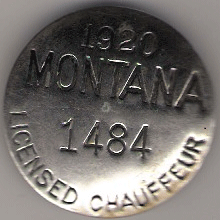 1920
MONTANA
1484
LICENSED CHAUFFEUR